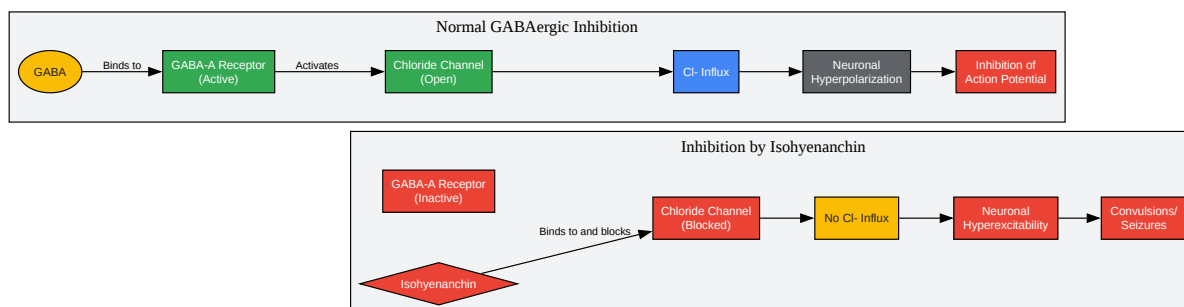 Normal GABAergic Inhibition
GABA
Binds to
GABA-A Receptor
(Active)
Activates
Chloride Channel
(Open)
Cl- Influx
Neuronal
Hyperpolarization
Inhibition of
Action Potential
Inhibition by Isohyenanchin
GABA-A Receptor
(Inactive)
Isohyenanchin
Binds to and blocks
Chloride Channel
(Blocked)
No Cl- Influx
Neuronal
Hyperexcitability
Convulsions/
Seizures